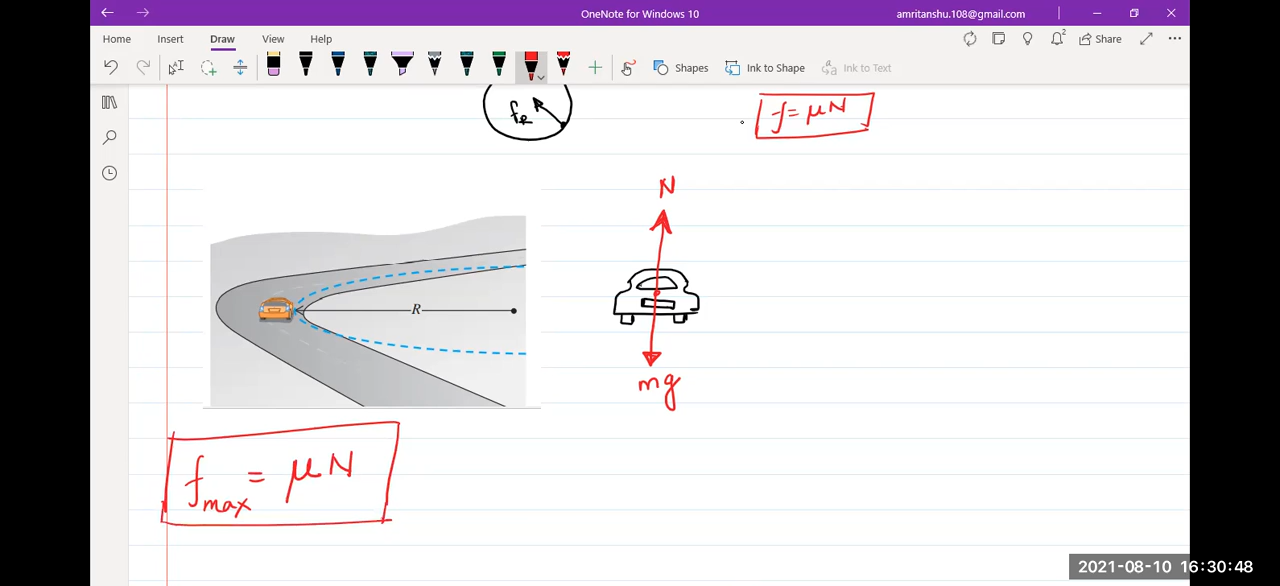 OneNote for Windows 10
amritanshu.108@gmail.com
Home Insert Draw View Help
Share
Shapes Ink to Shape Ink to Text
f = μN
N
R
mg
fmax = μN
2021-08-10 16:30:48